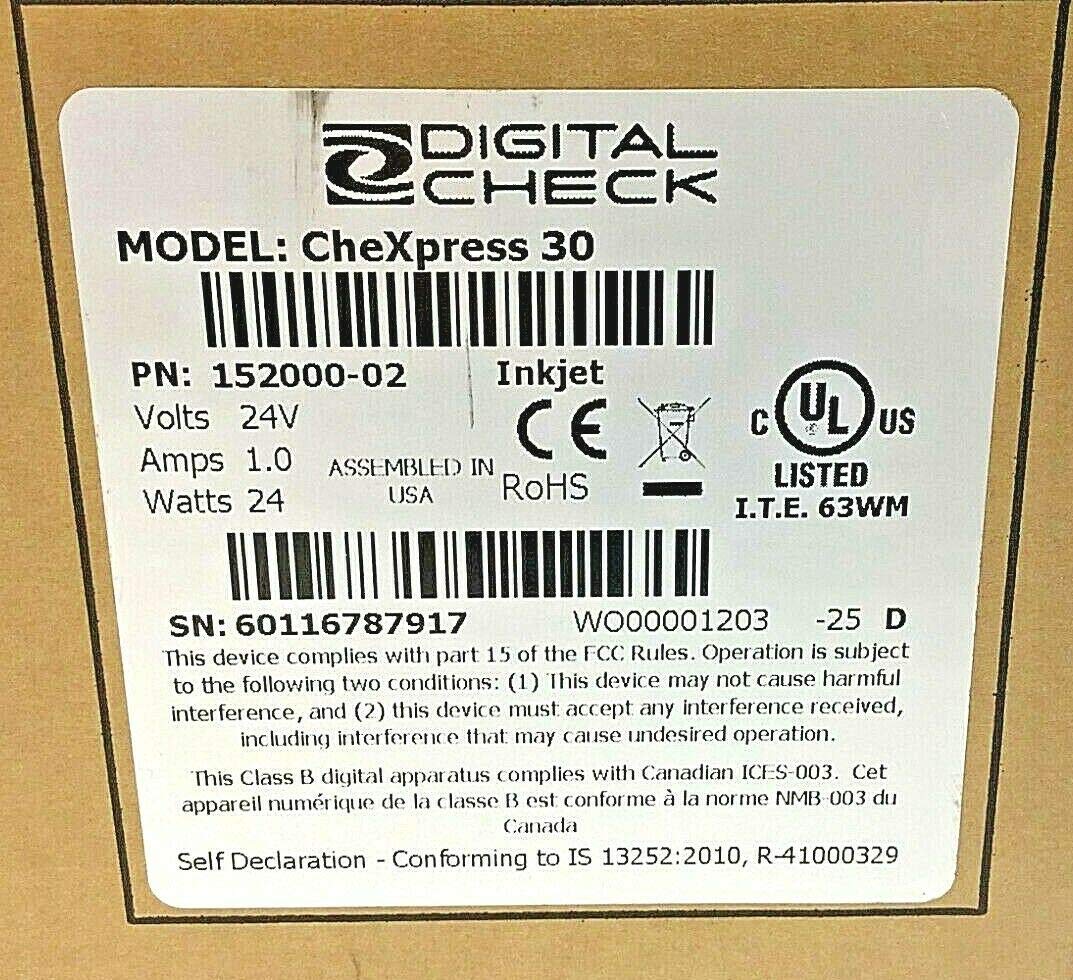 DIGITAL
CHECK
MODEL: CheXpress 30
PN: 152000-02 Inkjet
Volts 24V
Amps 1.0
Watts 24
ASSEMBLED IN
USA
CE
RoHS
C UL US
LISTED
I.T.E. 63WM
SN: 60116787917 WO00001203 -25 D
This device complies with part 15 of the FCC Rules. Operation is subject
to the following two conditions: (1) This device may not cause harmful
interference, and (2) this device must accept any interference received,
including interference that may cause undesired operation.
This Class B digital apparatus complies with Canadian ICES-003. Cet
appareil numérique de la classe B est conforme à la norme NMB-003 du
Canada
Self Declaration - Conforming to IS 13252:2010, R-41000329